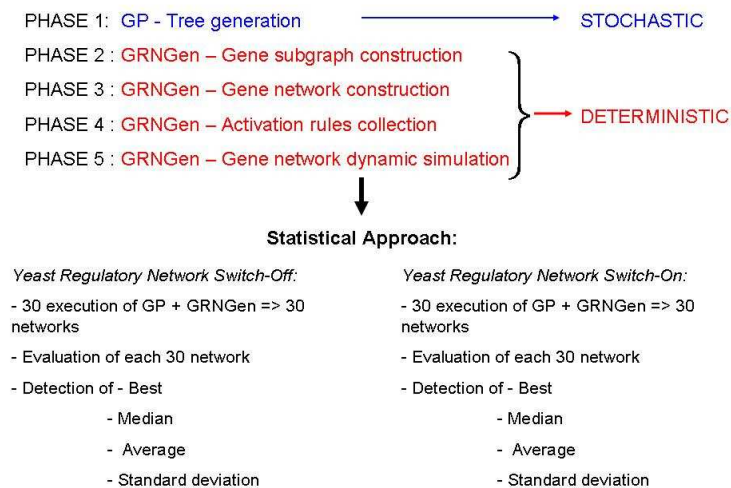 PHASE 1: GP - Tree generation STOCHASTIC
PHASE 2 : GRNGen – Gene subgraph construction
PHASE 3 : GRNGen – Gene network construction
DETERMINISTIC
PHASE 4 : GRNGen – Activation rules collection
PHASE 5 : GRNGen – Gene network dynamic simulation
Statistical Approach:
Yeast Regulatory Network Switch-Off:
- 30 execution of GP + GRNGen => 30
networks
- Evaluation of each 30 network
- Detection of - Best
- Median
- Average
- Standard deviation
Yeast Regulatory Network Switch-On:
- 30 execution of GP + GRNGen => 30
networks
- Evaluation of each 30 network
- Detection of - Best
- Median
- Average
- Standard deviation